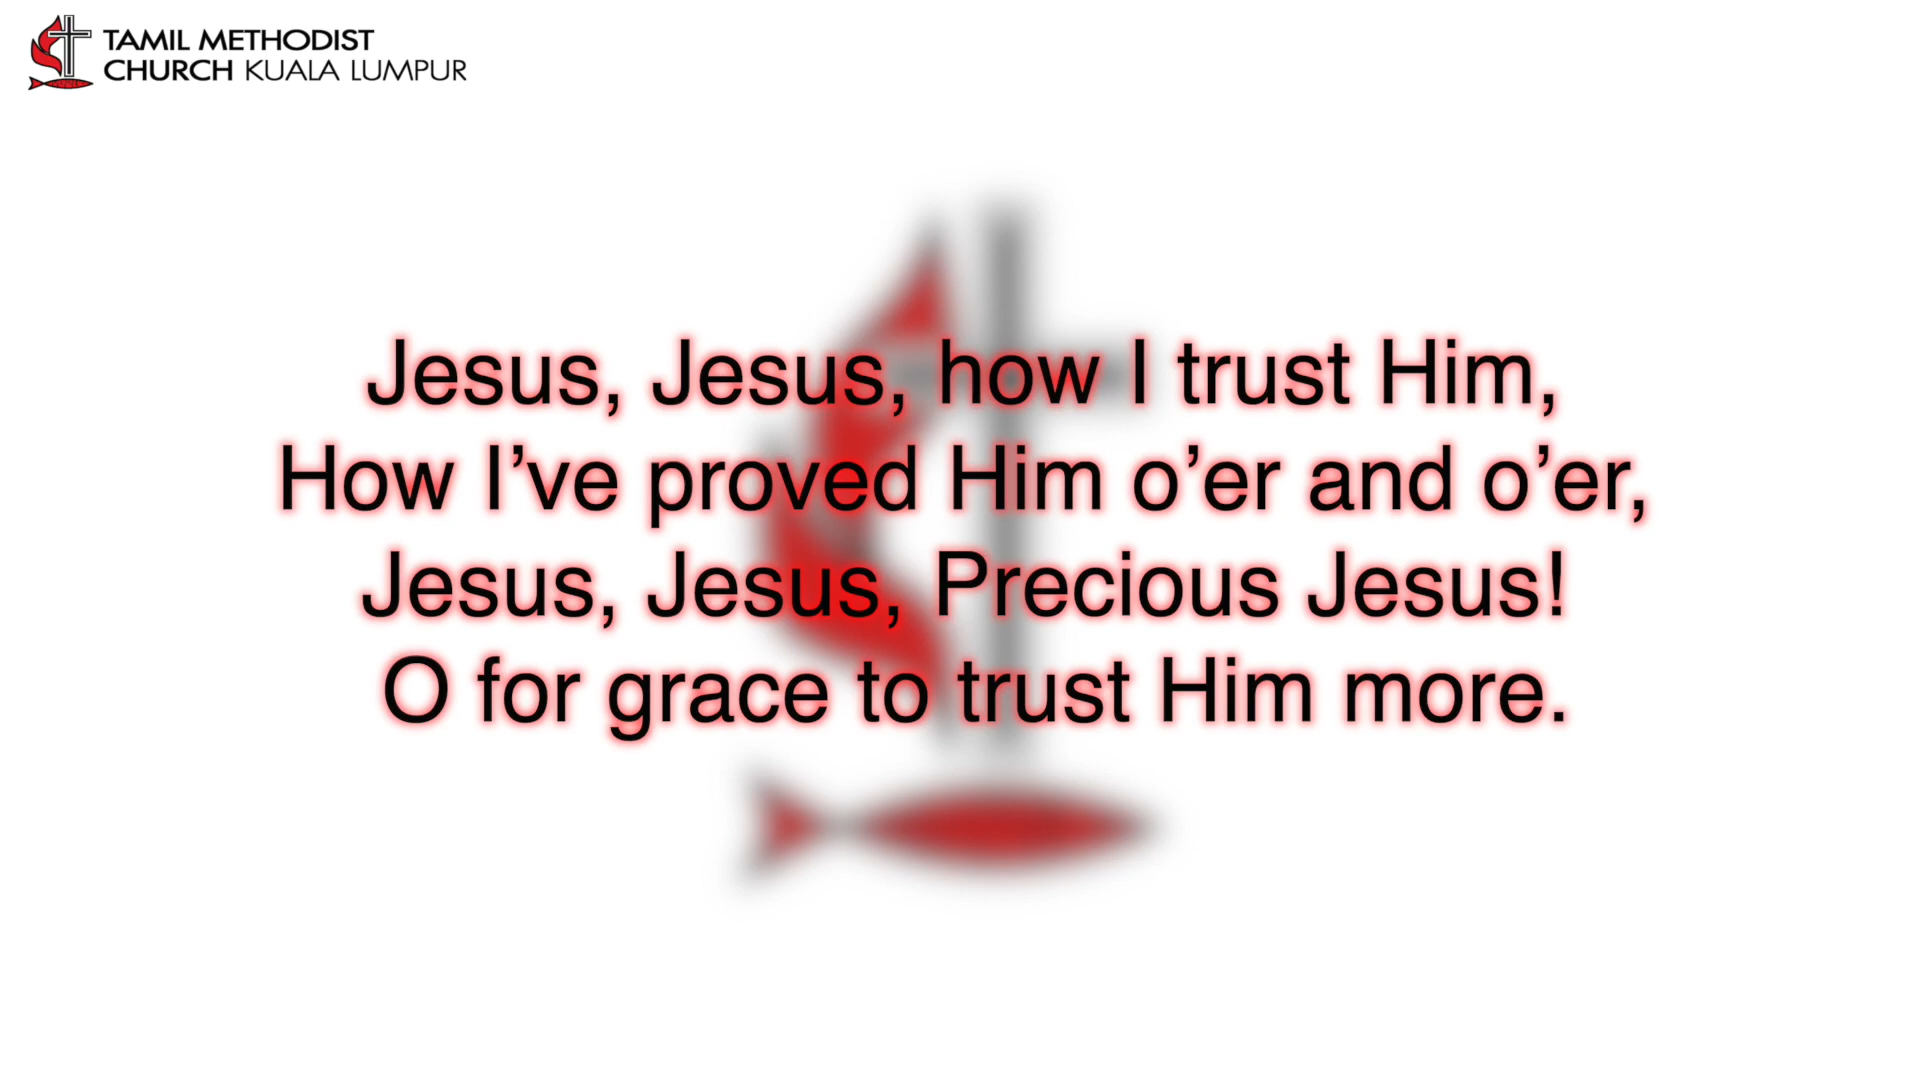 TAMIL METHODIST
CHURCH KUALA LUMPUR
Jesus, Jesus, how I trust Him,
How I’ve proved Him o’er and o’er,
Jesus, Jesus, Precious Jesus!
O for grace to trust Him more.